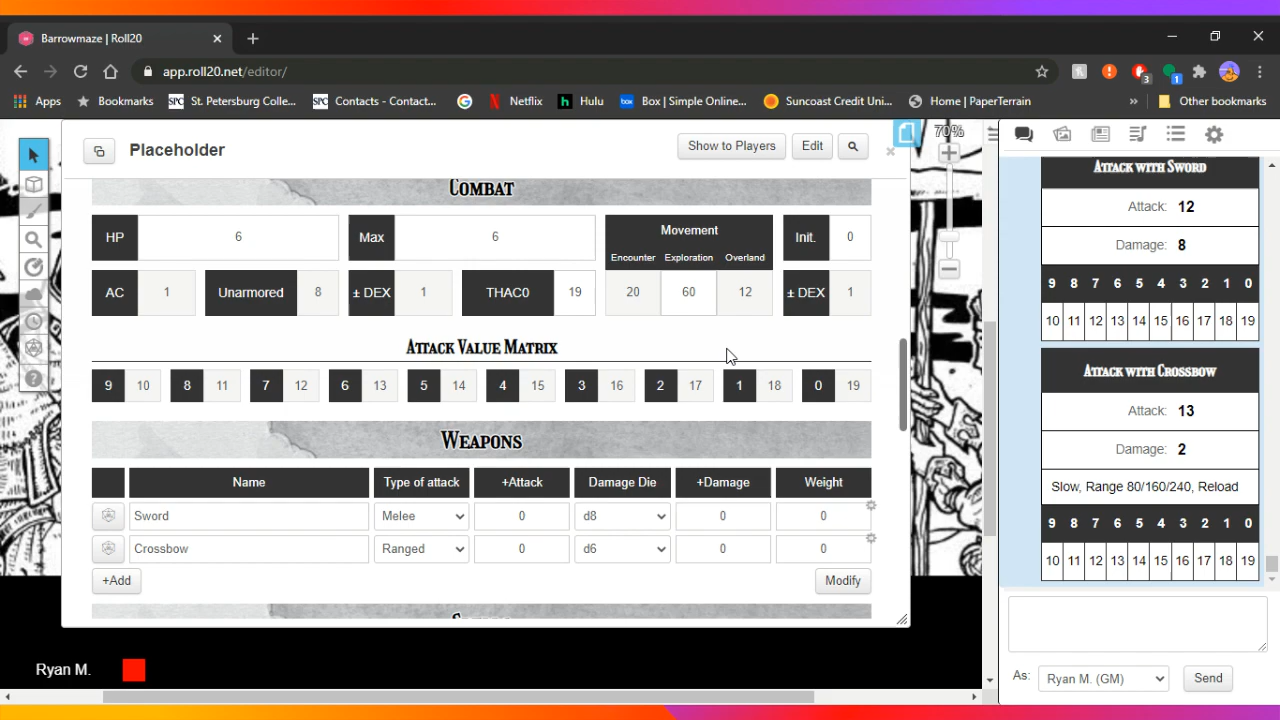 Barrowmaze | Roll20
app.roll20.net/editor/
3
1
Apps
Bookmarks
SPC St. Petersburg Colle...
SPC Contacts - Contact...
Netflix
h Hulu
box Box | Simple Onlin...
Suncoast Credit Uni...
Home | PaperTerrain
»
Other bookmarks
Placeholder
Show to Players
Edit
70%
COMBAT
HP 6 Max 6 Movement Init. 0
Encounter Exploration Overland
AC 1 Unarmored 8 ± DEX 1 THAC0 19 20 60 12 ± DEX 1
ATTACK VALUE MATRIX
9 10 8 11 7 12 6 13 5 14 4 15 3 16 2 17 1 18 0 19
WEAPONS
Name Type of attack +Attack Damage Die +Damage Weight
Sword Melee 0 d8 0 0
Crossbow Ranged 0 d6 0 0
+Add Modify
Ryan M.
ATTACK WITH SWORD
Attack: 12
Damage: 8
9 8 7 6 5 4 3 2 1 0
10 11 12 13 14 15 16 17 18 19
ATTACK WITH CROSSBOW
Attack: 13
Damage: 2
Slow, Range 80/160/240, Reload
9 8 7 6 5 4 3 2 1 0
10 11 12 13 14 15 16 17 18 19
As: Ryan M. (GM) Send